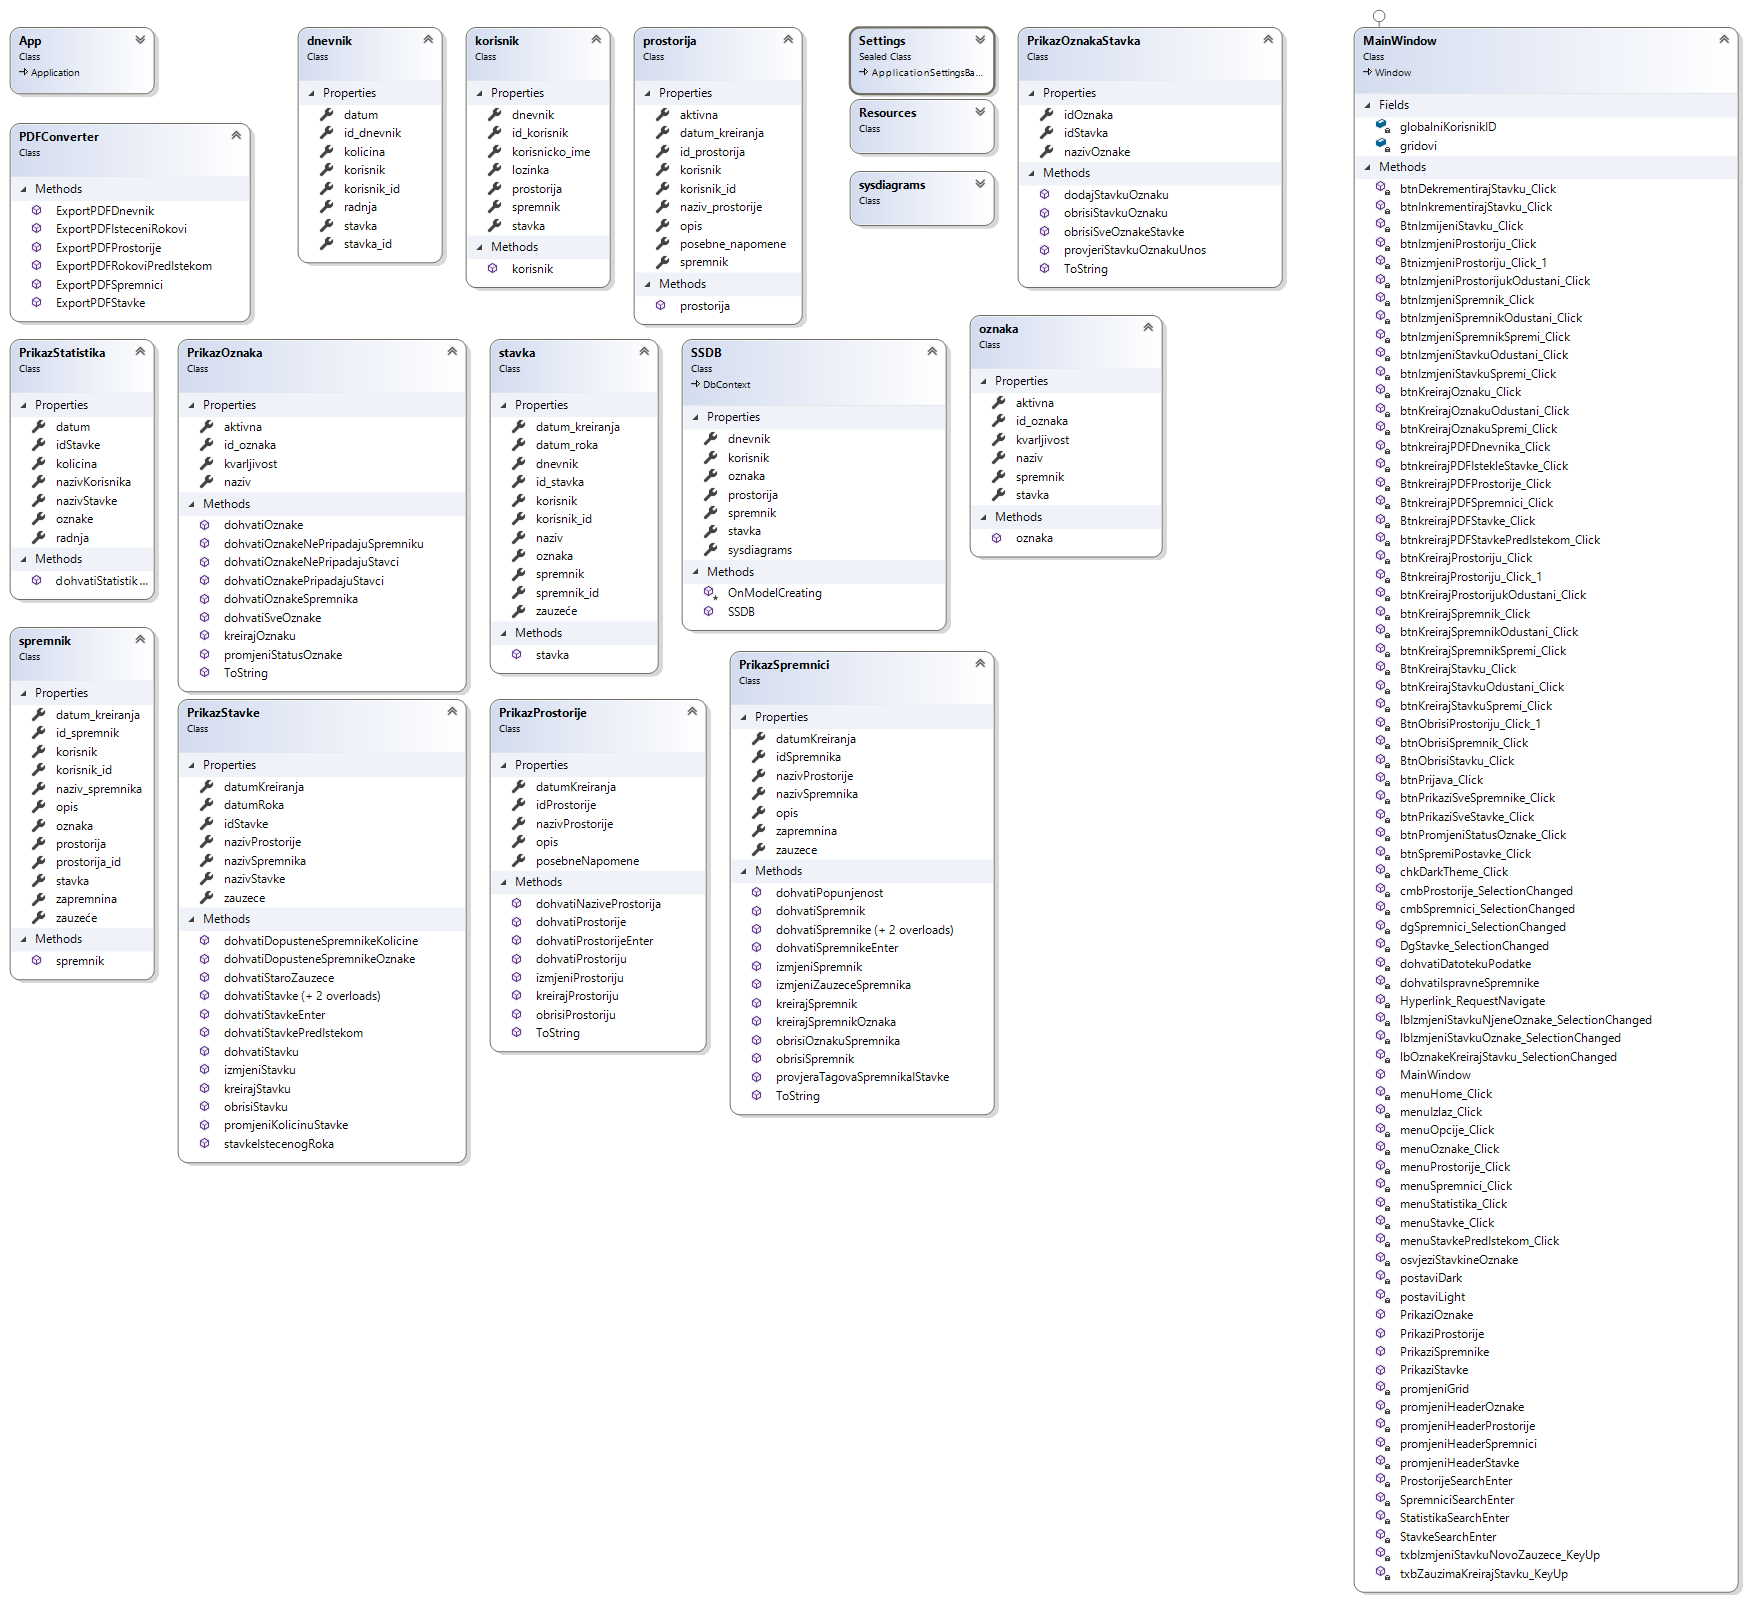 App
Class
Application
PDFConverter
Class
Methods
ExportPDFDnevnik
ExportPDFIsteceniRokovi
ExportPDFProstorije
ExportPDFRokoviPredIstekom
ExportPDFSpremnici
ExportPDFStavke
dnevnik
Class
Properties
datum
id_dnevnik
kolicina
korisnik
korisnik_id
radnja
stavka
stavka_id
korisnik
Class
Properties
dnevnik
id_korisnik
korisnicko_ime
lozinka
prostorija
spremnik
stavka
Methods
korisnik
prostorija
Class
Properties
aktivna
datum_kreiranja
id_prostorija
korisnik
korisnik_id
naziv_prostorije
opis
posebne_napomene
spremnik
Methods
prostorija
Settings
Sealed Class
ApplicationSettingsBa...
Resources
Class
sysdiagrams
Class
PrikazOznakaStavka
Class
Properties
idOznaka
idStavka
nazivOznake
Methods
dodajStavkuOznaku
obrisiStavkuOznaku
obrisiSveOznakeStavke
provjeriStavkuOznakuUnos
ToString
PrikazStatistika
Class
Properties
datum
idStavke
kolicina
nazivKorisnika
nazivStavke
oznake
radnja
Methods
dohvatiStatistik...
PrikazOznaka
Class
Properties
aktivna
id_oznaka
kvarljivost
naziv
Methods
dohvatiOznake
dohvatiOznakeNePripadajuSpremniku
dohvatiOznakeNePripadajuStavci
dohvatiOznakePripadajuStavci
dohvatiOznakeSpremnika
dohvatiSveOznake
kreirajOznaku
promjeniStatusOznake
ToString
stavka
Class
Properties
datum_kreiranja
datum_roka
dnevnik
id_stavka
korisnik
korisnik_id
naziv
oznaka
spremnik
spremnik_id
zauzeće
Methods
stavka
SSDB
Class
DbContext
Properties
dnevnik
korisnik
oznaka
prostorija
spremnik
stavka
sysdiagrams
Methods
OnModelCreating
SSDB
oznaka
Class
Properties
aktivna
id_oznaka
kvarljivost
naziv
spremnik
stavka
Methods
oznaka
spremnik
Class
Properties
datum_kreiranja
id_spremnik
korisnik
korisnik_id
naziv_spremnika
opis
oznaka
prostorija
prostorija_id
stavka
zapremnina
zauzeće
Methods
spremnik
PrikazStavke
Class
Properties
datumKreiranja
datumRoka
idStavke
nazivProstorije
nazivSpremnika
nazivStavke
zauzece
Methods
dohvatiDopusteneSpremnikeKolicine
dohvatiDopusteneSpremnikeOznake
dohvatiStaroZauzece
dohvatiStavke (+ 2 overloads)
dohvatiStavkeEnter
dohvatiStavkePredIstekom
dohvatiStavku
izmjeniStavku
kreirajStavku
obrisiStavku
promjeniKolicinuStavke
stavkeIstecenogRoka
PrikazProstorije
Class
Properties
datumKreiranja
idProstorije
nazivProstorije
opis
posebneNapomene
Methods
dohvatiNaziveProstorija
dohvatiProstorije
dohvatiProstorijeEnter
dohvatiProstoriju
izmjeniProstoriju
kreirajProstoriju
obrisiProstoriju
ToString
PrikazSpremnici
Class
Properties
datumKreiranja
idSpremnika
nazivProstorije
nazivSpremnika
opis
zapremnina
zauzece
Methods
dohvatiPopunjenost
dohvatiSpremnik
dohvatiSpremnike (+ 2 overloads)
dohvatiSpremnikeEnter
izmjeniSpremnik
izmjeniZauzeceSpremnika
kreirajSpremnik
kreirajSpremnikOznaka
obrisiOznakuSpremnika
obrisiSpremnik
provjeraTagovaSpremnikaIStavke
ToString
MainWindow
Class
Window
Fields
globalniKorisnikID
gridovi
Methods
btnDekrementirajStavku_Click
btnInkrementirajStavku_Click
BtnIzmijeniStavku_Click
btnIzmjeniProstoriju_Click
BtnizmjeniProstoriju_Click_1
btnIzmjeniProstorijukOdustani_Click
btnIzmjeniSpremnik_Click
btnIzmjeniSpremnikOdustani_Click
btnIzmjeniSpremnikSpremi_Click
btnIzmjeniStavkuOdustani_Click
btnIzmjeniStavkuSpremi_Click
btnKreirajOznaku_Click
btnKreirajOznakuOdustani_Click
btnKreirajOznakuSpremi_Click
btnkreirajPDFDnevnika_Click
btnkreirajPDFIstekleStavke_Click
BtnkreirajPDFProstorije_Click
BtnkreirajPDFSpremnici_Click
BtnkreirajPDFStavke_Click
btnkreirajPDFStavkePredIstekom_Click
btnKreirajProstoriju_Click
BtnkreirajProstoriju_Click_1
btnKreirajProstorijukOdustani_Click
btnKreirajSpremnik_Click
btnKreirajSpremnikOdustani_Click
btnKreirajSpremnikSpremi_Click
BtnKreirajStavku_Click
btnKreirajStavkuOdustani_Click
btnKreirajStavkuSpremi_Click
BtnObrisiProstoriju_Click_1
btnObrisiSpremnik_Click
BtnObrisiStavku_Click
btnPrijava_Click
btnPrikaziSveSpremnike_Click
btnPrikaziSveStavke_Click
btnPromjeniStatusOznake_Click
btnSpremiPostavke_Click
chkDarkTheme_Click
cmbProstorije_SelectionChanged
cmbSpremnici_SelectionChanged
dgSpremnici_SelectionChanged
DgStavke_SelectionChanged
dohvatiDatotekuPodatke
dohvatiIspravneSpremnike
Hyperlink_RequestNavigate
lbIzmjeniStavkuNjeneOznake_SelectionChanged
lbIzmjeniStavkuOznake_SelectionChanged
lbOznakeKreirajStavku_SelectionChanged
MainWindow
menuHome_Click
menuIzlaz_Click
menuOpcije_Click
menuOznake_Click
menuProstorije_Click
menuSpremnici_Click
menuStatistika_Click
menuStavke_Click
menuStavkePredIstekom_Click
osvjeziStavkineOznake
postaviDark
postaviLight
PrikaziOznake
PrikaziProstorije
PrikaziSpremnike
PrikaziStavke
promjeniGrid
promjeniHeaderOznake
promjeniHeaderProstorije
promjeniHeaderSpremnici
promjeniHeaderStavke
ProstorijeSearchEnter
SpremniciSearchEnter
StatistikaSearchEnter
StavkeSearchEnter
txbIzmjeniStavkuNovoZauzece_KeyUp
txbZauzimaKreirajStavku_KeyUp